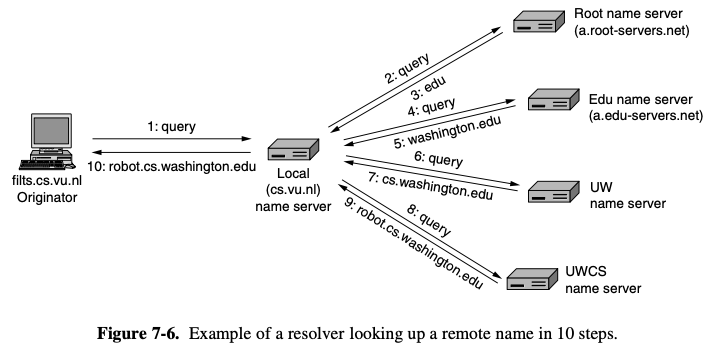 Root name server
(a.root-servers.net)
2: query
3: edu
4: query
5: washington.edu
Edu name server
(a.edu-servers.net)
1: query
10: robot.cs.washington.edu
filts.cs.vu.nl
Originator
Local
(cs.vu.nl)
name server
6: query
7: cs.washington.edu
UW
name server
8: query
9: robot.cs.washington.edu
UWCS
name server
Figure 7-6. Example of a resolver looking up a remote name in 10 steps.